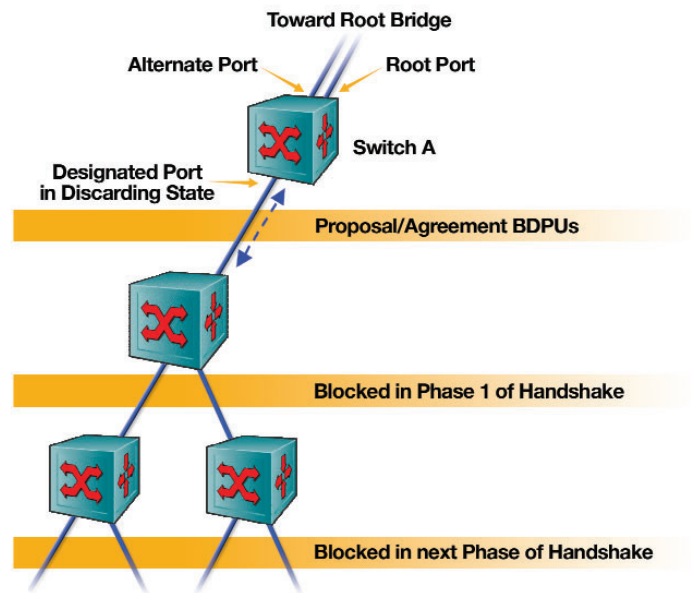 Toward Root Bridge
Alternate Port
Root Port
Switch A
Designated Port
in Discarding State
Proposal/Agreement BDPUs
Blocked in Phase 1 of Handshake
Blocked in next Phase of Handshake